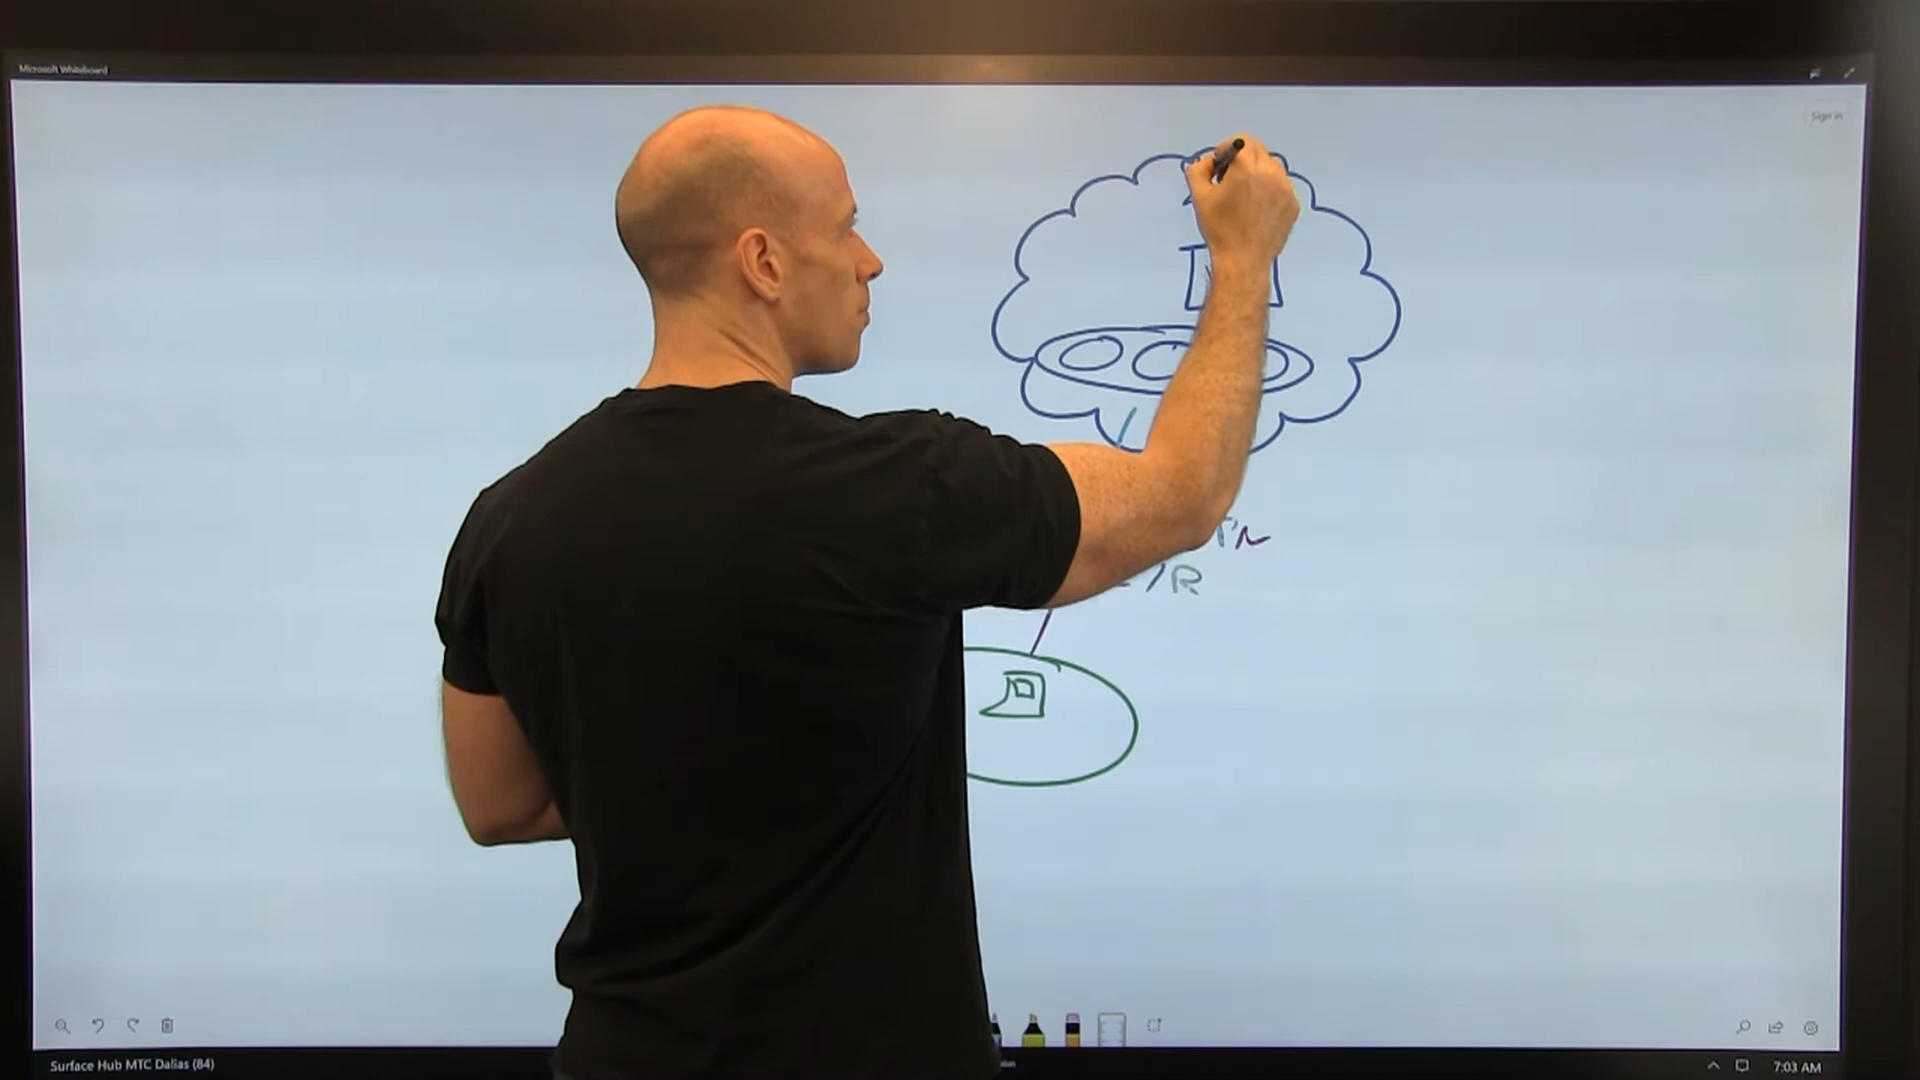 Microsoft Whiteboard
Sign in
/R
Surface Hub MTC Dallas (84)
7:03 AM